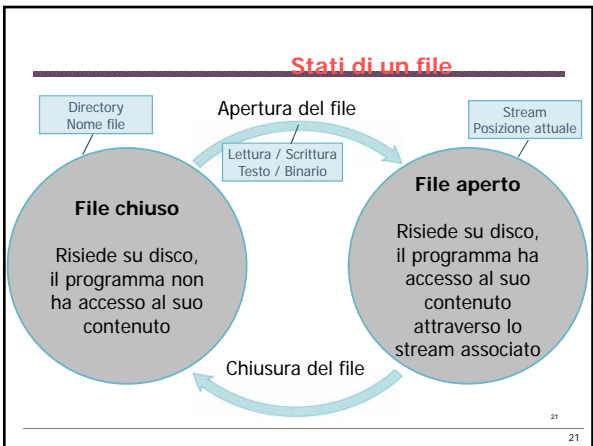 Stati di un file
Directory
Nome file
Apertura del file
Stream
Posizione attuale
Lettura / Scrittura
Testo / Binario
File chiuso
Risiede su disco,
il programma non
ha accesso al suo
contenuto
File aperto
Risiede su disco,
il programma ha
accesso al suo
contenuto
attraverso lo
stream associato
Chiusura del file
21
21